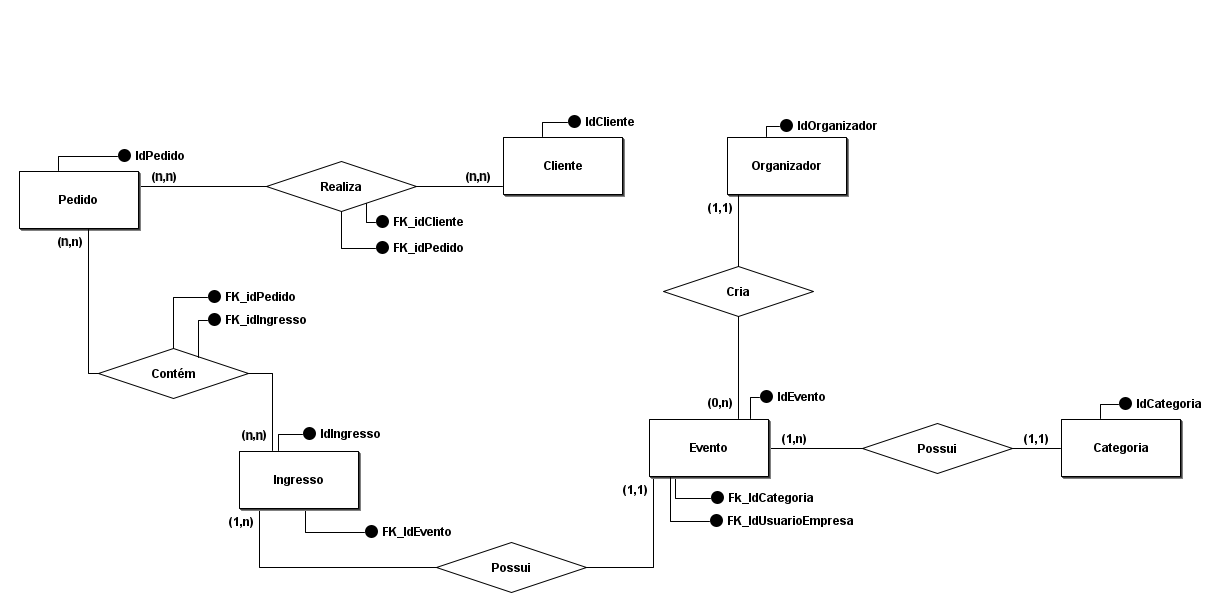 IdCliente
IdOrganizador
IdPedido
Cliente
Organizador
(n,n)
(n,n)
Realiza
Pedido
(1,1)
FK_idCliente
(n,n)
FK_idPedido
Cria
FK_idPedido
FK_idIngresso
Contém
(0,n)
IdEvento
IdCategoria
(n,n)
IdIngresso
(1,n)
(1,1)
Evento
Possui
Categoria
Ingresso
(1,1)
Fk_IdCategoria
(1,n)
FK_IdUsuarioEmpresa
FK_IdEvento
Possui